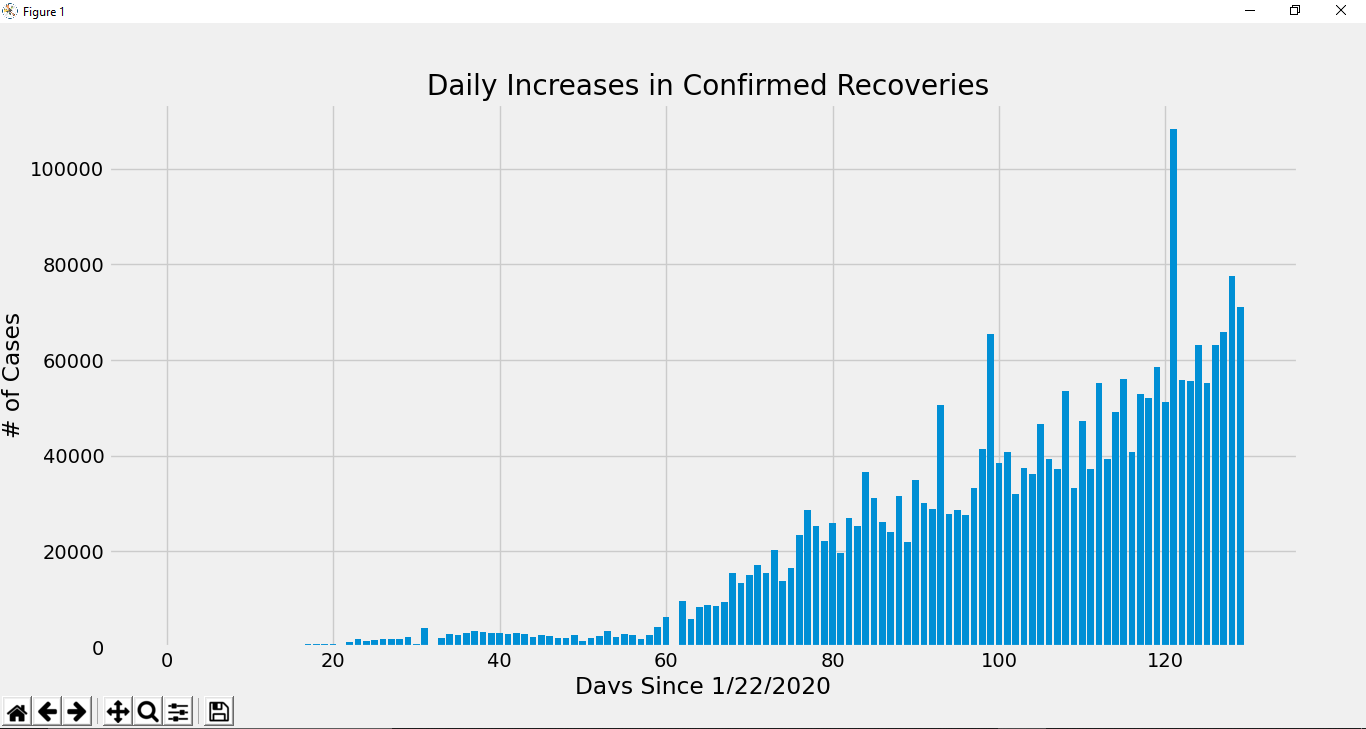 Figure 1
Daily Increases in Confirmed Recoveries
100000
80000
60000
40000
20000
0
# of Cases
0 20 40 60 80 100 120
Days Since 1/22/2020